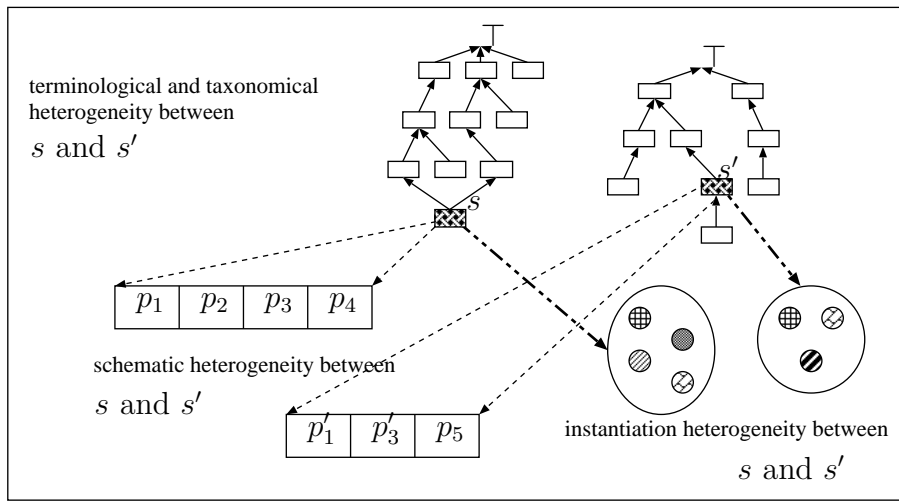 ⊤
⊤
terminological and taxonomical
heterogeneity between
s and s′
s′
s
p₁ p₂ p₃ p₄
schematic heterogeneity between
s and s′
p′₁ p′₃ p₅
instantiation heterogeneity between
s and s′